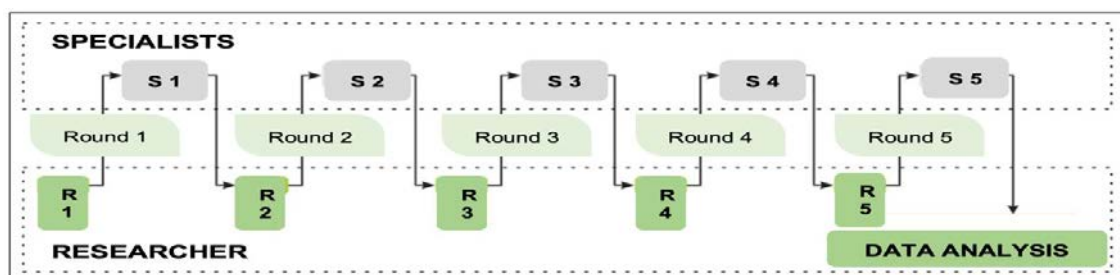 SPECIALISTS
S 1
S 2
S 3
S 4
S 5
Round 1
Round 2
Round 3
Round 4
Round 5
R
1
R
2
R
3
R
4
R
5
RESEARCHER
DATA ANALYSIS